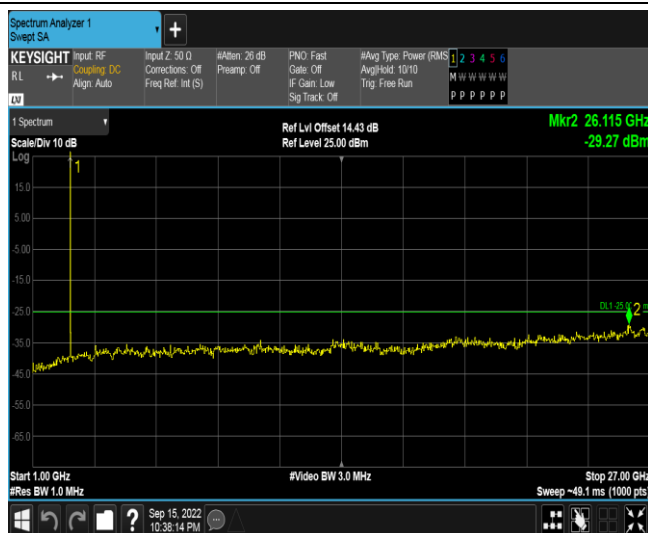 Spectrum Analyzer 1
Swept SA
+
KEYSIGHT Input: RF Input Z: 50 Ω #Atten: 26 dB PNO: Fast #Avg Type: Power (RMS 1 2 3 4 5 6
RL Coupling: DC Corrections: Off Preamp: Off Gate: Off Avg|Hold: 10/10 M W W W W W
Align: Auto Freq Ref: Int (S) IF Gain: Low Trig: Free Run
Sig Track: Off P P P P P P
LXI
1 Spectrum Ref Lvl Offset 14.43 dB Mkr2 26.115 GHz
Scale/Div 10 dB Ref Level 25.00 dBm -29.27 dBm
Log
1
15.0
5.00
-5.00
-15.0
-25.0
2
-35.0
-45.0
-55.0
-65.0
Start 1.00 GHz #Video BW 3.0 MHz Stop 27.00 GHz
#Res BW 1.0 MHz Sweep ~49.1 ms (1000 pts)
? Sep 15, 2022
10:38:14 PM